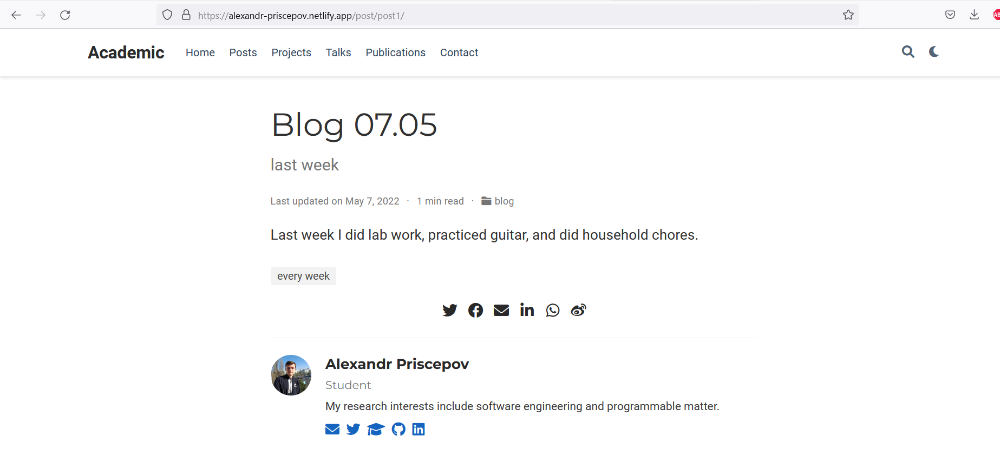 https://alexandr-priscepov.netlify.app/post/post1/
AB
Academic Home Posts Projects Talks Publications Contact
Blog 07.05
last week
Last updated on May 7, 2022 · 1 min read · blog
Last week I did lab work, practiced guitar, and did household chores.
every week
Alexandr Priscepov
Student
My research interests include software engineering and programmable matter.